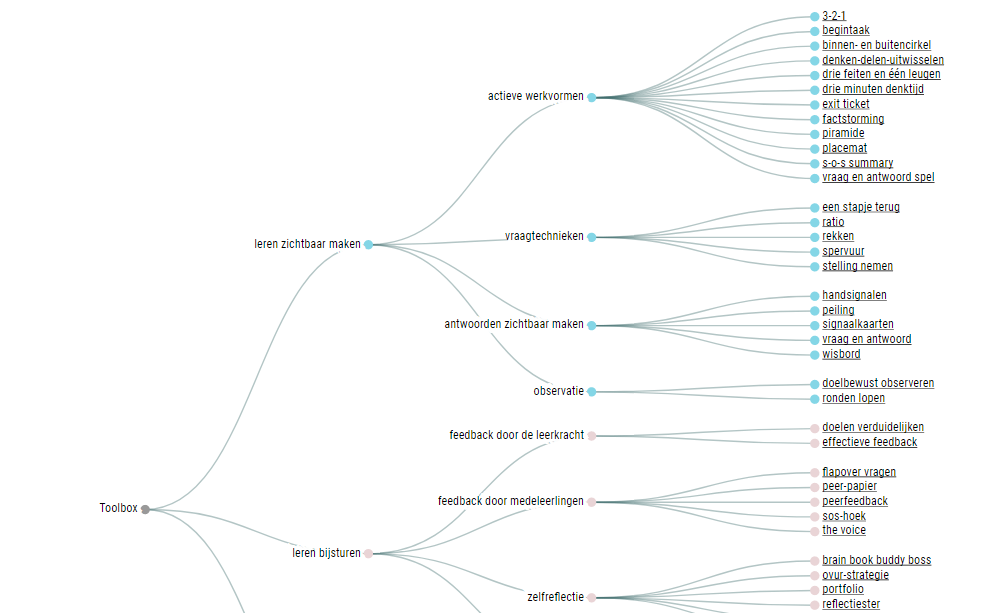 Toolbox
leren zichtbaar maken
actieve werkvormen
3-2-1
begintaak
binnen- en buitencirkel
denken-delen-uitwisselen
drie feiten en één leugen
drie minuten denktijd
exit ticket
factstorming
piramide
placemat
s-o-s summary
vraag en antwoord spel
vraagtechnieken
een stapje terug
ratio
rekken
spervuur
stelling nemen
antwoorden zichtbaar maken
handsignalen
peiling
signaalkaarten
vraag en antwoord
wisbord
observatie
doelbewust observeren
ronden lopen
leren bijsturen
feedback door de leerkracht
doelen verduidelijken
effectieve feedback
feedback door medeleerlingen
flapover vragen
peer-papier
peerfeedback
sos-hoek
the voice
zelfreflectie
brain book buddy boss
ovur-strategie
portfolio
reflectiester